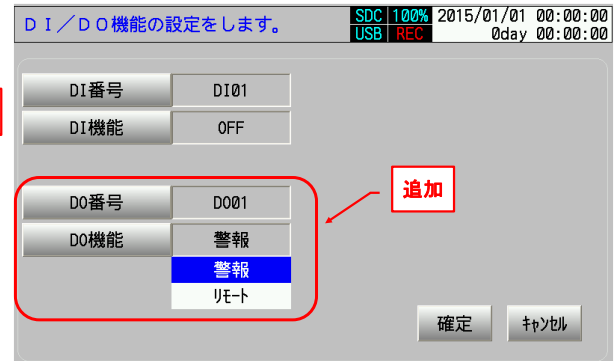 ＤＩ／ＤＯ機能の設定をします。
SDC 100% 2015/01/01 00:00:00
USB REC 0day 00:00:00
DI番号 DI01
DI機能 OFF
追加
DO番号 DO01
DO機能 警報
警報
ﾘﾓｰﾄ
確定 ｷｬﾝｾﾙ